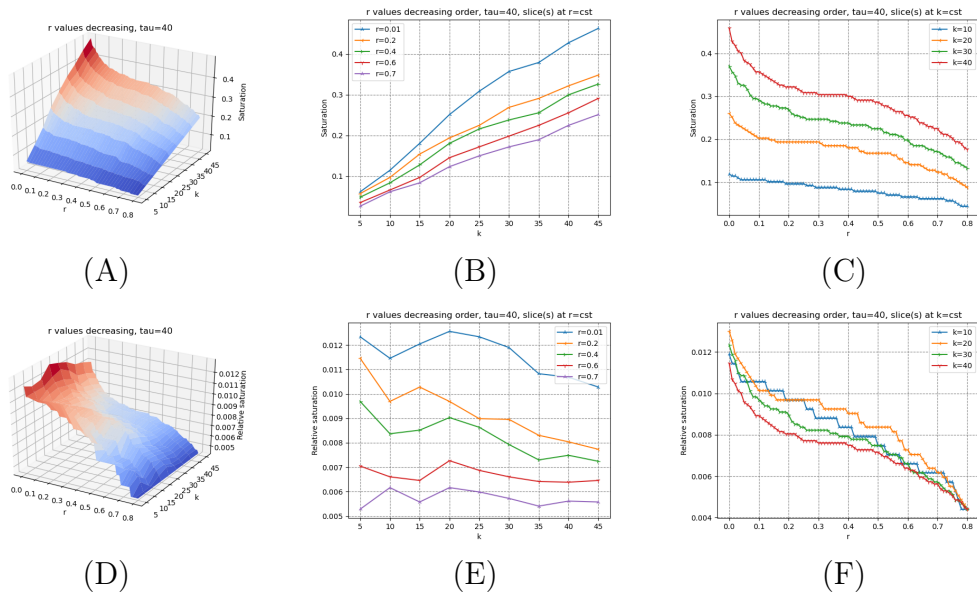 r values decreasing, tau=40
0.4
0.3
0.2
0.1
Saturation
0.0 0.1 0.2 0.3 0.4 0.5 0.6 0.7 0.8
r
5 10 15 20 25 30 35 40 45
k
(A)
r values decreasing order, tau=40, slice(s) at r=cst
r=0.01
r=0.2
r=0.4
r=0.6
r=0.7
0.4
0.3
0.2
0.1
Saturation
5 10 15 20 25 30 35 40 45
k
(B)
r values decreasing order, tau=40, slice(s) at k=cst
k=10
k=20
k=30
k=40
0.4
0.3
0.2
0.1
Saturation
0.0 0.1 0.2 0.3 0.4 0.5 0.6 0.7 0.8
r
(C)
r values decreasing, tau=40
0.012
0.011
0.010
0.009
0.008
0.007
0.006
0.005
Relative saturation
0.0 0.1 0.2 0.3 0.4 0.5 0.6 0.7 0.8
r
5 10 15 20 25 30 35 40 45
k
(D)
r values decreasing order, tau=40, slice(s) at r=cst
r=0.01
r=0.2
r=0.4
r=0.6
r=0.7
0.012
0.011
0.010
0.009
0.008
0.007
0.006
0.005
Relative saturation
5 10 15 20 25 30 35 40 45
k
(E)
r values decreasing order, tau=40, slice(s) at k=cst
k=10
k=20
k=30
k=40
0.012
0.010
0.008
0.006
0.004
Relative saturation
0.0 0.1 0.2 0.3 0.4 0.5 0.6 0.7 0.8
r
(F)